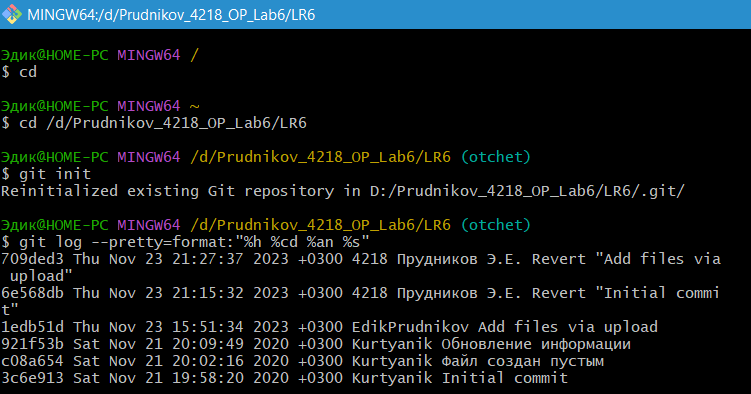 MINGW64:/d/Prudnikov_4218_OP_Lab6/LR6
Эдик@HOME-PC MINGW64 /
$ cd
Эдик@HOME-PC MINGW64 ~
$ cd /d/Prudnikov_4218_OP_Lab6/LR6
Эдик@HOME-PC MINGW64 /d/Prudnikov_4218_OP_Lab6/LR6 (otchet)
$ git init
Reinitialized existing Git repository in D:/Prudnikov_4218_OP_Lab6/LR6/.git/
Эдик@HOME-PC MINGW64 /d/Prudnikov_4218_OP_Lab6/LR6 (otchet)
$ git log --pretty=format:"%h %cd %an %s"
709ded3 Thu Nov 23 21:27:37 2023 +0300 4218 Прудников Э.Е. Revert "Add files via
 upload"
6e568db Thu Nov 23 21:15:32 2023 +0300 4218 Прудников Э.Е. Revert "Initial commi
t"
1edb51d Thu Nov 23 15:51:34 2023 +0300 EdikPrudnikov Add files via upload
921f53b Sat Nov 21 20:09:49 2020 +0300 Kurtyanik Обновление информации
c08a654 Sat Nov 21 20:02:16 2020 +0300 Kurtyanik Файл создан пустым
3c6e913 Sat Nov 21 19:58:20 2020 +0300 Kurtyanik Initial commit